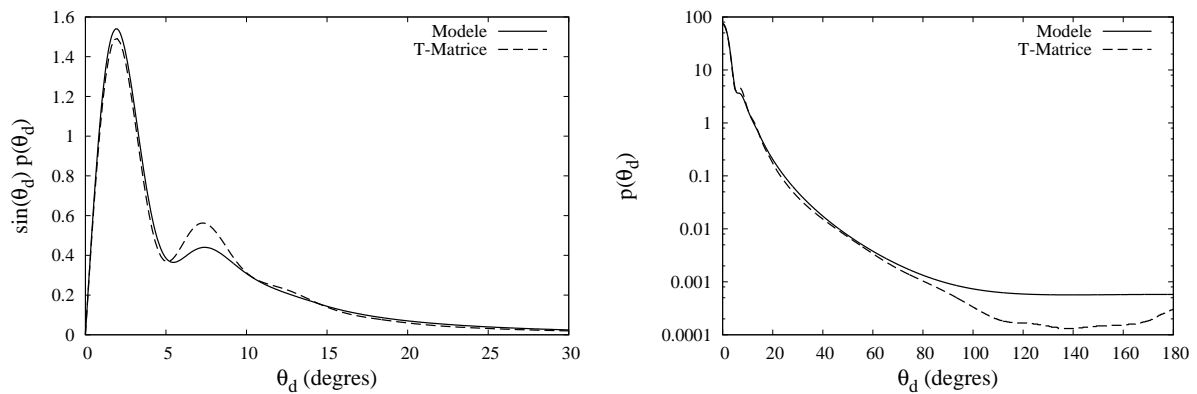 1.6
1.4
1.2
1
0.8
0.6
0.4
0.2
0
0 5 10 15 20 25 30
sin(θd) p(θd)
θd (degres)
Modele
T-Matrice
100
10
1
0.1
0.01
0.001
0.0001
0 20 40 60 80 100 120 140 160 180
p(θd)
θd (degres)
Modele
T-Matrice